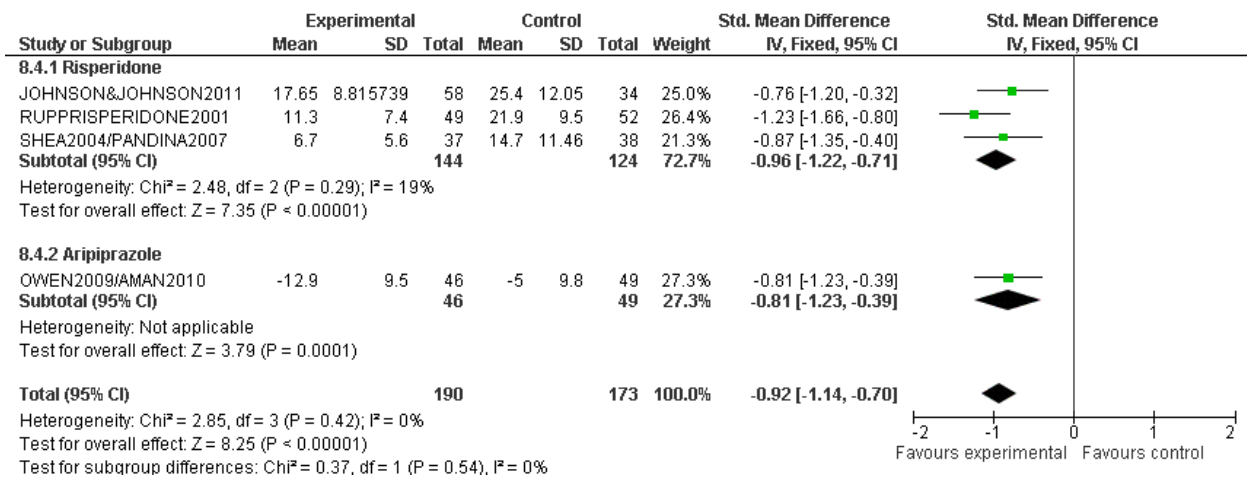 Experimental Control Std. Mean Difference Std. Mean Difference
Study or Subgroup Mean SD Total Mean SD Total Weight IV, Fixed, 95% CI IV, Fixed, 95% CI
8.4.1 Risperidone
JOHNSON&JOHNSON2011 17.65 8.815739 58 25.4 12.05 34 25.0% -0.76 [-1.20, -0.32]
RUPPRISPERIDONE2001 11.3 7.4 49 21.9 9.5 52 26.4% -1.23 [-1.66, -0.80]
SHEA2004/PANDINA2007 6.7 5.6 37 14.7 11.46 38 21.3% -0.87 [-1.35, -0.40]
Subtotal (95% CI) 144 124 72.7% -0.96 [-1.22, -0.71]
Heterogeneity: Chi² = 2.48, df = 2 (P = 0.29); I² = 19%
Test for overall effect: Z = 7.35 (P < 0.00001)
8.4.2 Aripiprazole
OWEN2009/AMAN2010 -12.9 9.5 46 -5 9.8 49 27.3% -0.81 [-1.23, -0.39]
Subtotal (95% CI) 46 49 27.3% -0.81 [-1.23, -0.39]
Heterogeneity: Not applicable
Test for overall effect: Z = 3.79 (P = 0.0001)
Total (95% CI) 190 173 100.0% -0.92 [-1.14, -0.70]
Heterogeneity: Chi² = 2.85, df = 3 (P = 0.42); I² = 0%
Test for overall effect: Z = 8.25 (P < 0.00001)
Test for subgroup differences: Chi² = 0.37, df = 1 (P = 0.54), I² = 0%
-2 -1 0 1 2
Favours experimental Favours control